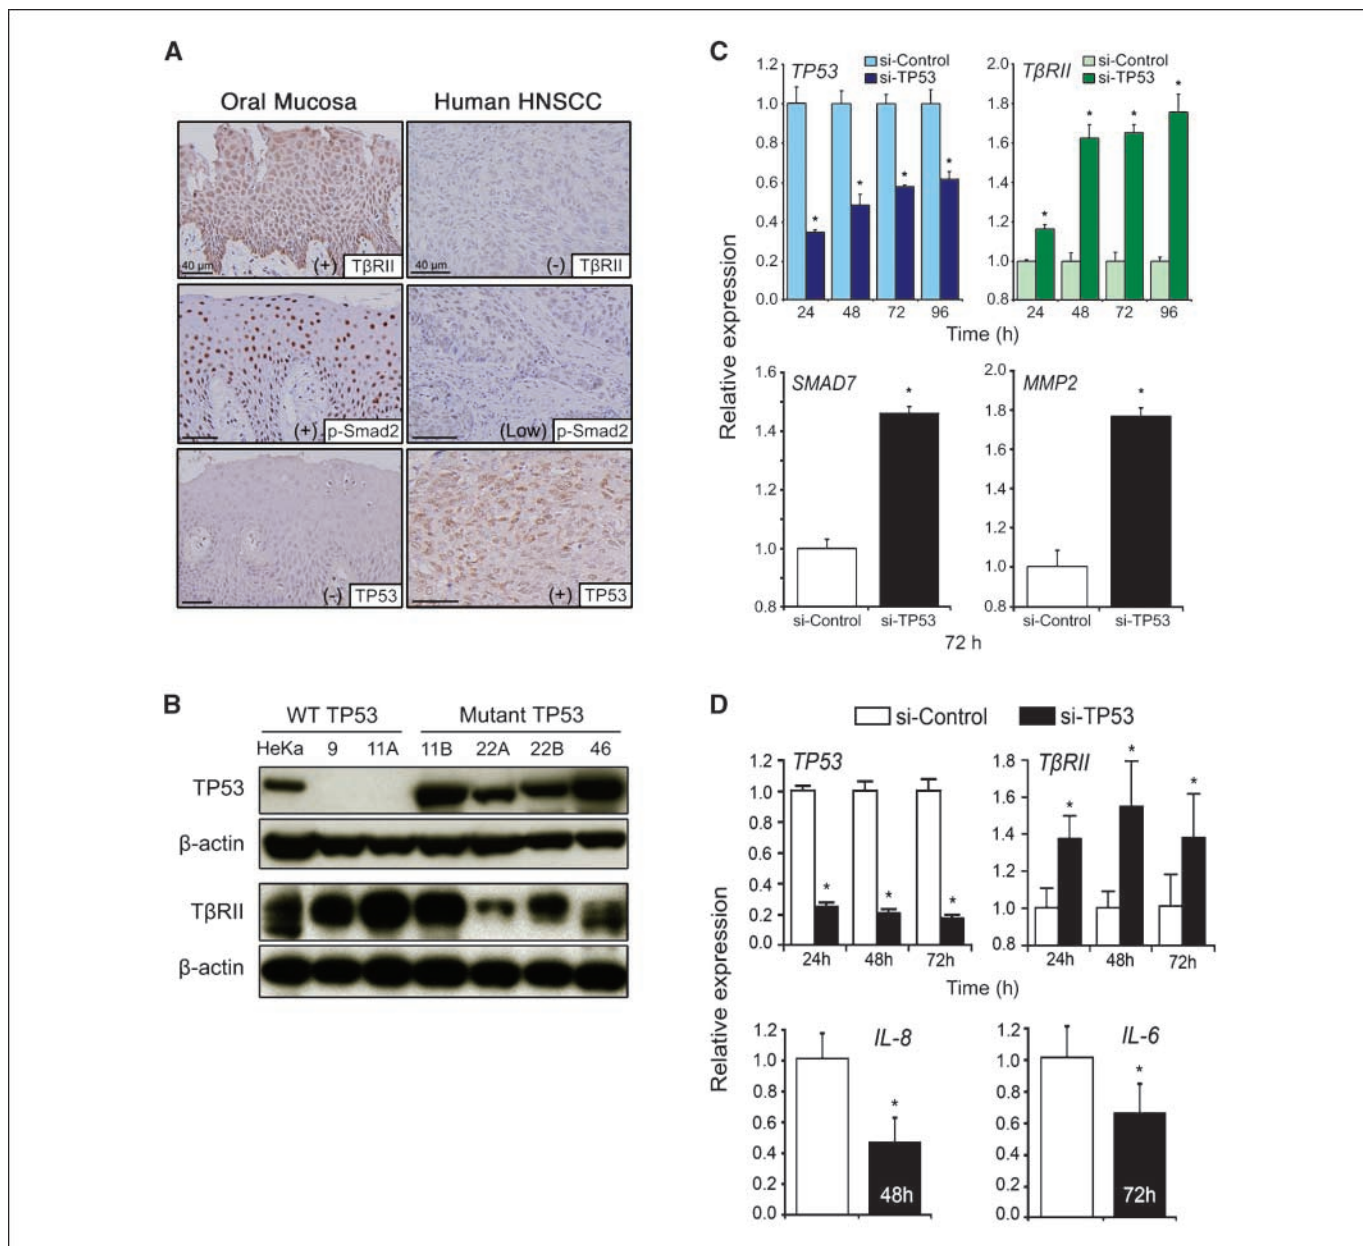 A
Oral Mucosa Human HNSCC
40 μm (+) TβRII
40 μm (-) TβRII
(+) p-Smad2
(Low) p-Smad2
(-) TP53
(+) TP53
B
WT TP53 Mutant TP53
HeKa 9 11A 11B 22A 22B 46
TP53
β-actin
TβRII
β-actin
C
Relative expression
TP53
si-Control
si-TP53
1.2
1.0
0.8
0.6
0.4
0.2
0.0
* * * *
24 48 72 96
TβRII
si-Control
si-TP53
2.0
1.8
1.6
1.4
1.2
1.0
0.8
* * * *
24 48 72 96
Time (h)
SMAD7
1.6
1.4
1.2
1.0
0.8
*
si-Control si-TP53
MMP2
2.0
1.8
1.6
1.4
1.2
1.0
0.8
*
si-Control si-TP53
72 h
D
si-Control si-TP53
Relative expression
TP53
1.2
1.0
0.8
0.6
0.4
0.2
0.0
* * *
24h 48h 72h
TβRII
1.8
1.6
1.4
1.2
1.0
0.8
* * *
24h 48h 72h
Time (h)
IL-8
1.2
1.0
0.8
0.6
0.4
0.2
0.0
*
48h
IL-6
1.2
1.0
0.8
0.6
0.4
0.2
0.0
*
72h